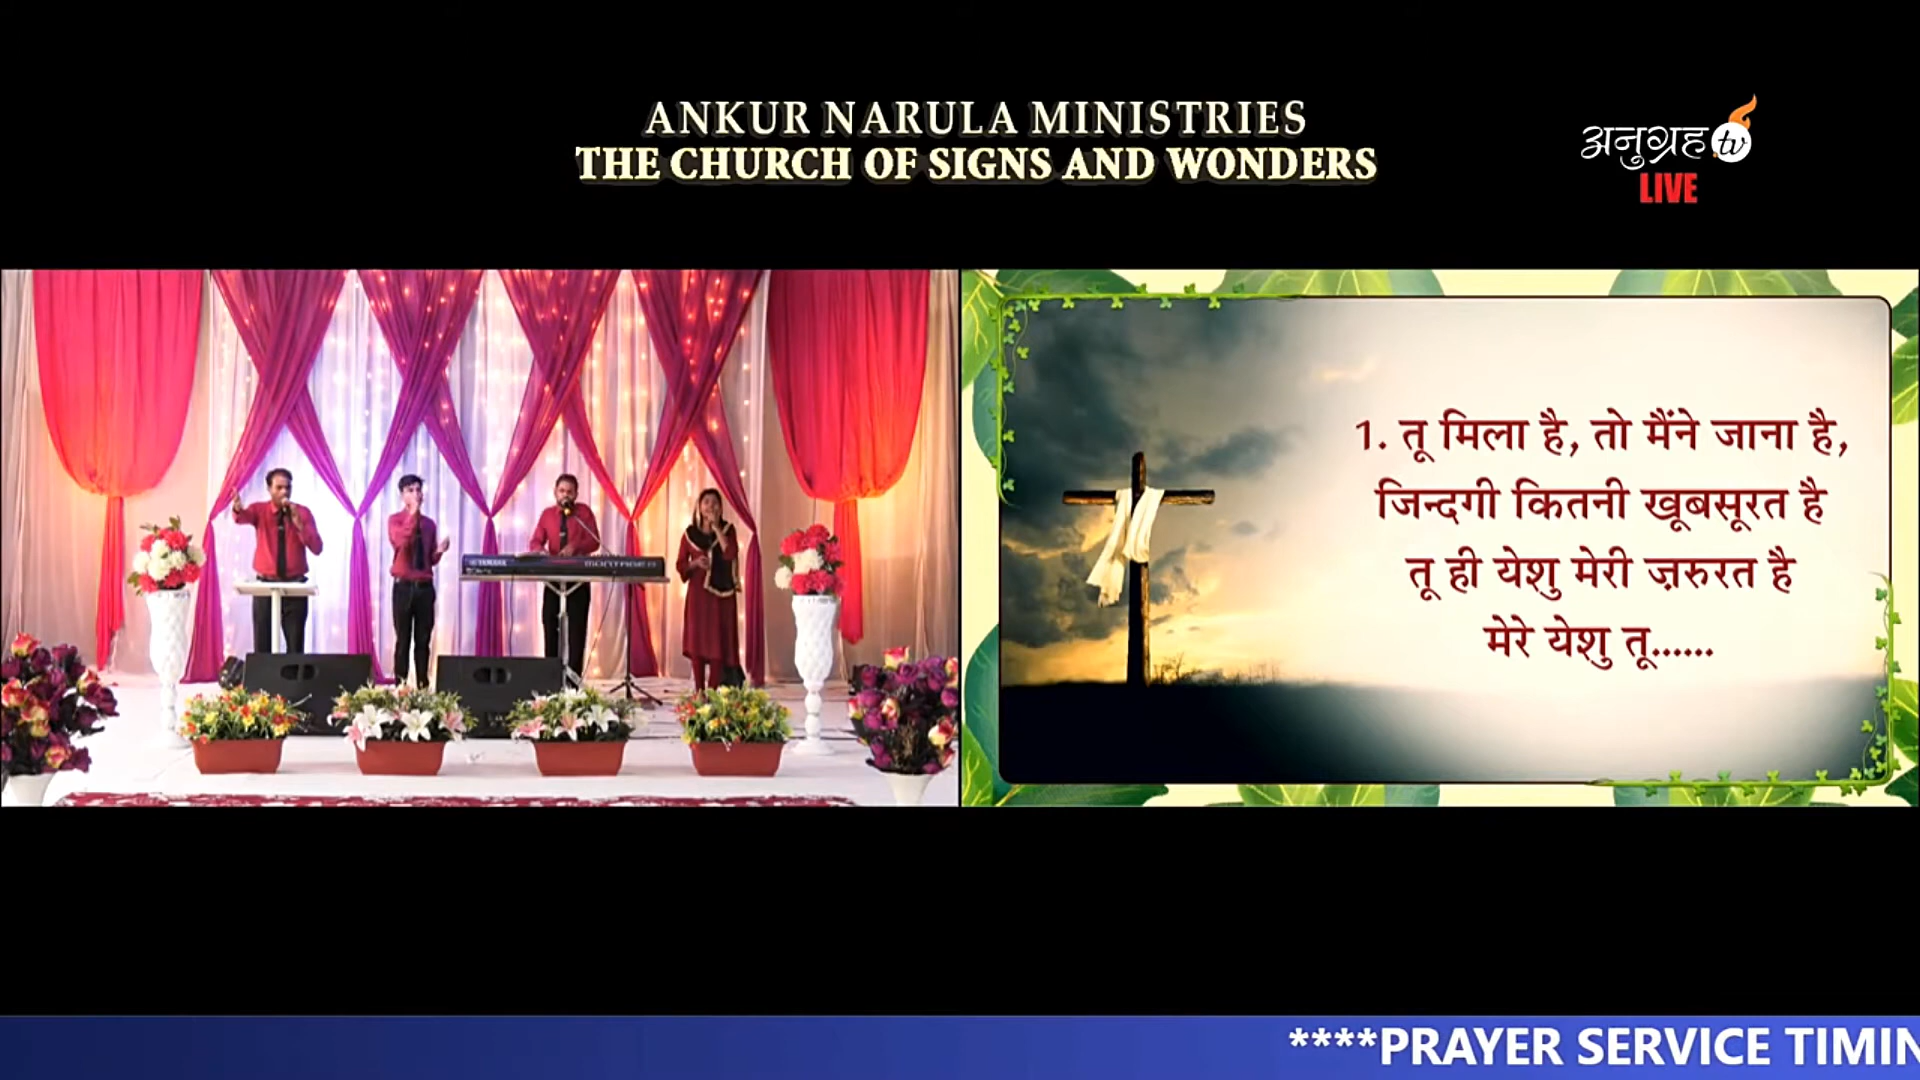 ANKUR NARULA MINISTRIES
THE CHURCH OF SIGNS AND WONDERS
अनुग्रह tv
LIVE
YAMAHA
1. तू मिला है, तो मैंने जाना है,
जिन्दगी कितनी खूबसूरत है
तू ही येशु मेरी ज़रुरत है
मेरे येशु तू......
****PRAYER SERVICE TIMIN